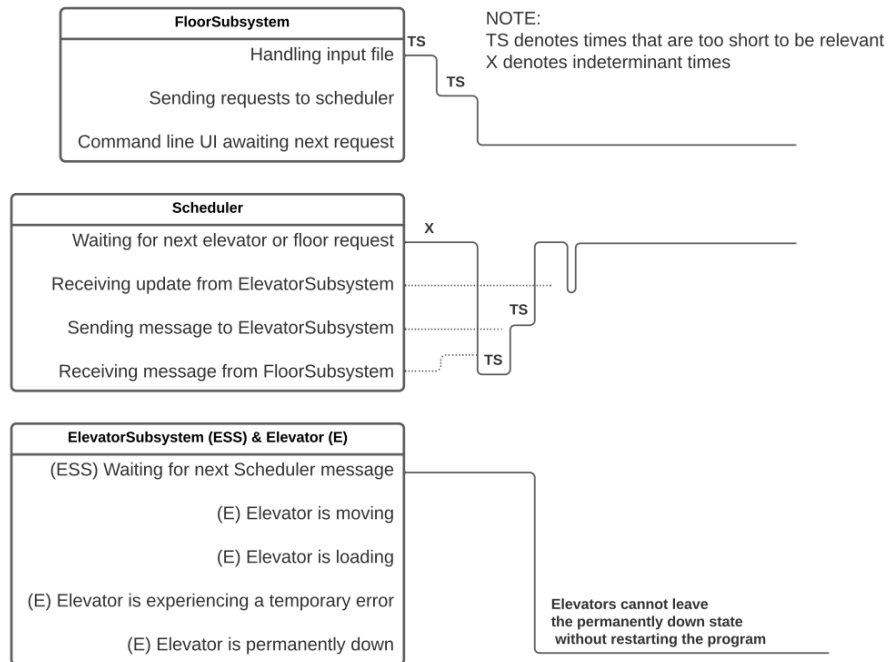 FloorSubsystem
Handling input file
Sending requests to scheduler
Command line UI awaiting next request
TS
TS
NOTE:
TS denotes times that are too short to be relevant
X denotes indeterminant times
Scheduler
Waiting for next elevator or floor request
Receiving update from ElevatorSubsystem
Sending message to ElevatorSubsystem
Receiving message from FloorSubsystem
X
TS
TS
ElevatorSubsystem (ESS) & Elevator (E)
(ESS) Waiting for next Scheduler message
(E) Elevator is moving
(E) Elevator is loading
(E) Elevator is experiencing a temporary error
(E) Elevator is permanently down
Elevators cannot leave
the permanently down state
without restarting the program